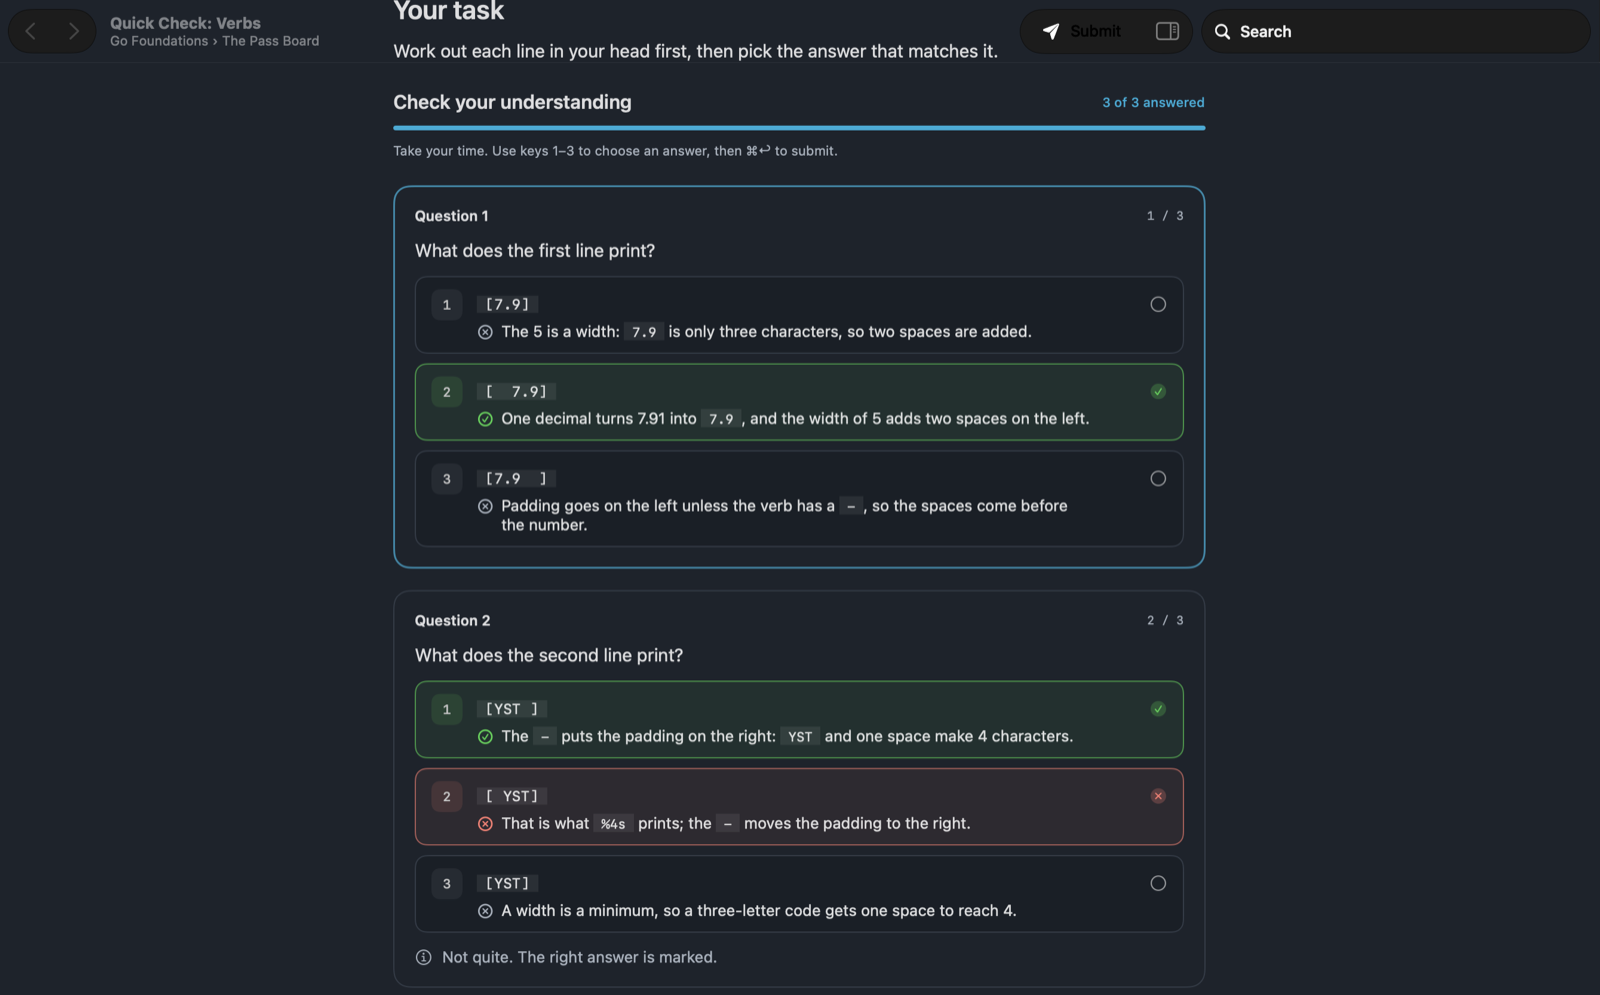 Quick Check: Verbs
Go Foundations › The Pass Board
Submit
Search
Your task
Work out each line in your head first, then pick the answer that matches it.
Check your understanding
3 of 3 answered
Take your time. Use keys 1–3 to choose an answer, then ⌘↩ to submit.
Question 1
1 / 3
What does the first line print?
1
[7.9]
The 5 is a width: 7.9 is only three characters, so two spaces are added.
2
[  7.9]
One decimal turns 7.91 into 7.9 , and the width of 5 adds two spaces on the left.
3
[7.9  ]
Padding goes on the left unless the verb has a - , so the spaces come before
the number.
Question 2
2 / 3
What does the second line print?
1
[YST ]
The - puts the padding on the right: YST and one space make 4 characters.
2
[ YST]
That is what %4s prints; the - moves the padding to the right.
3
[YST]
A width is a minimum, so a three-letter code gets one space to reach 4.
Not quite. The right answer is marked.